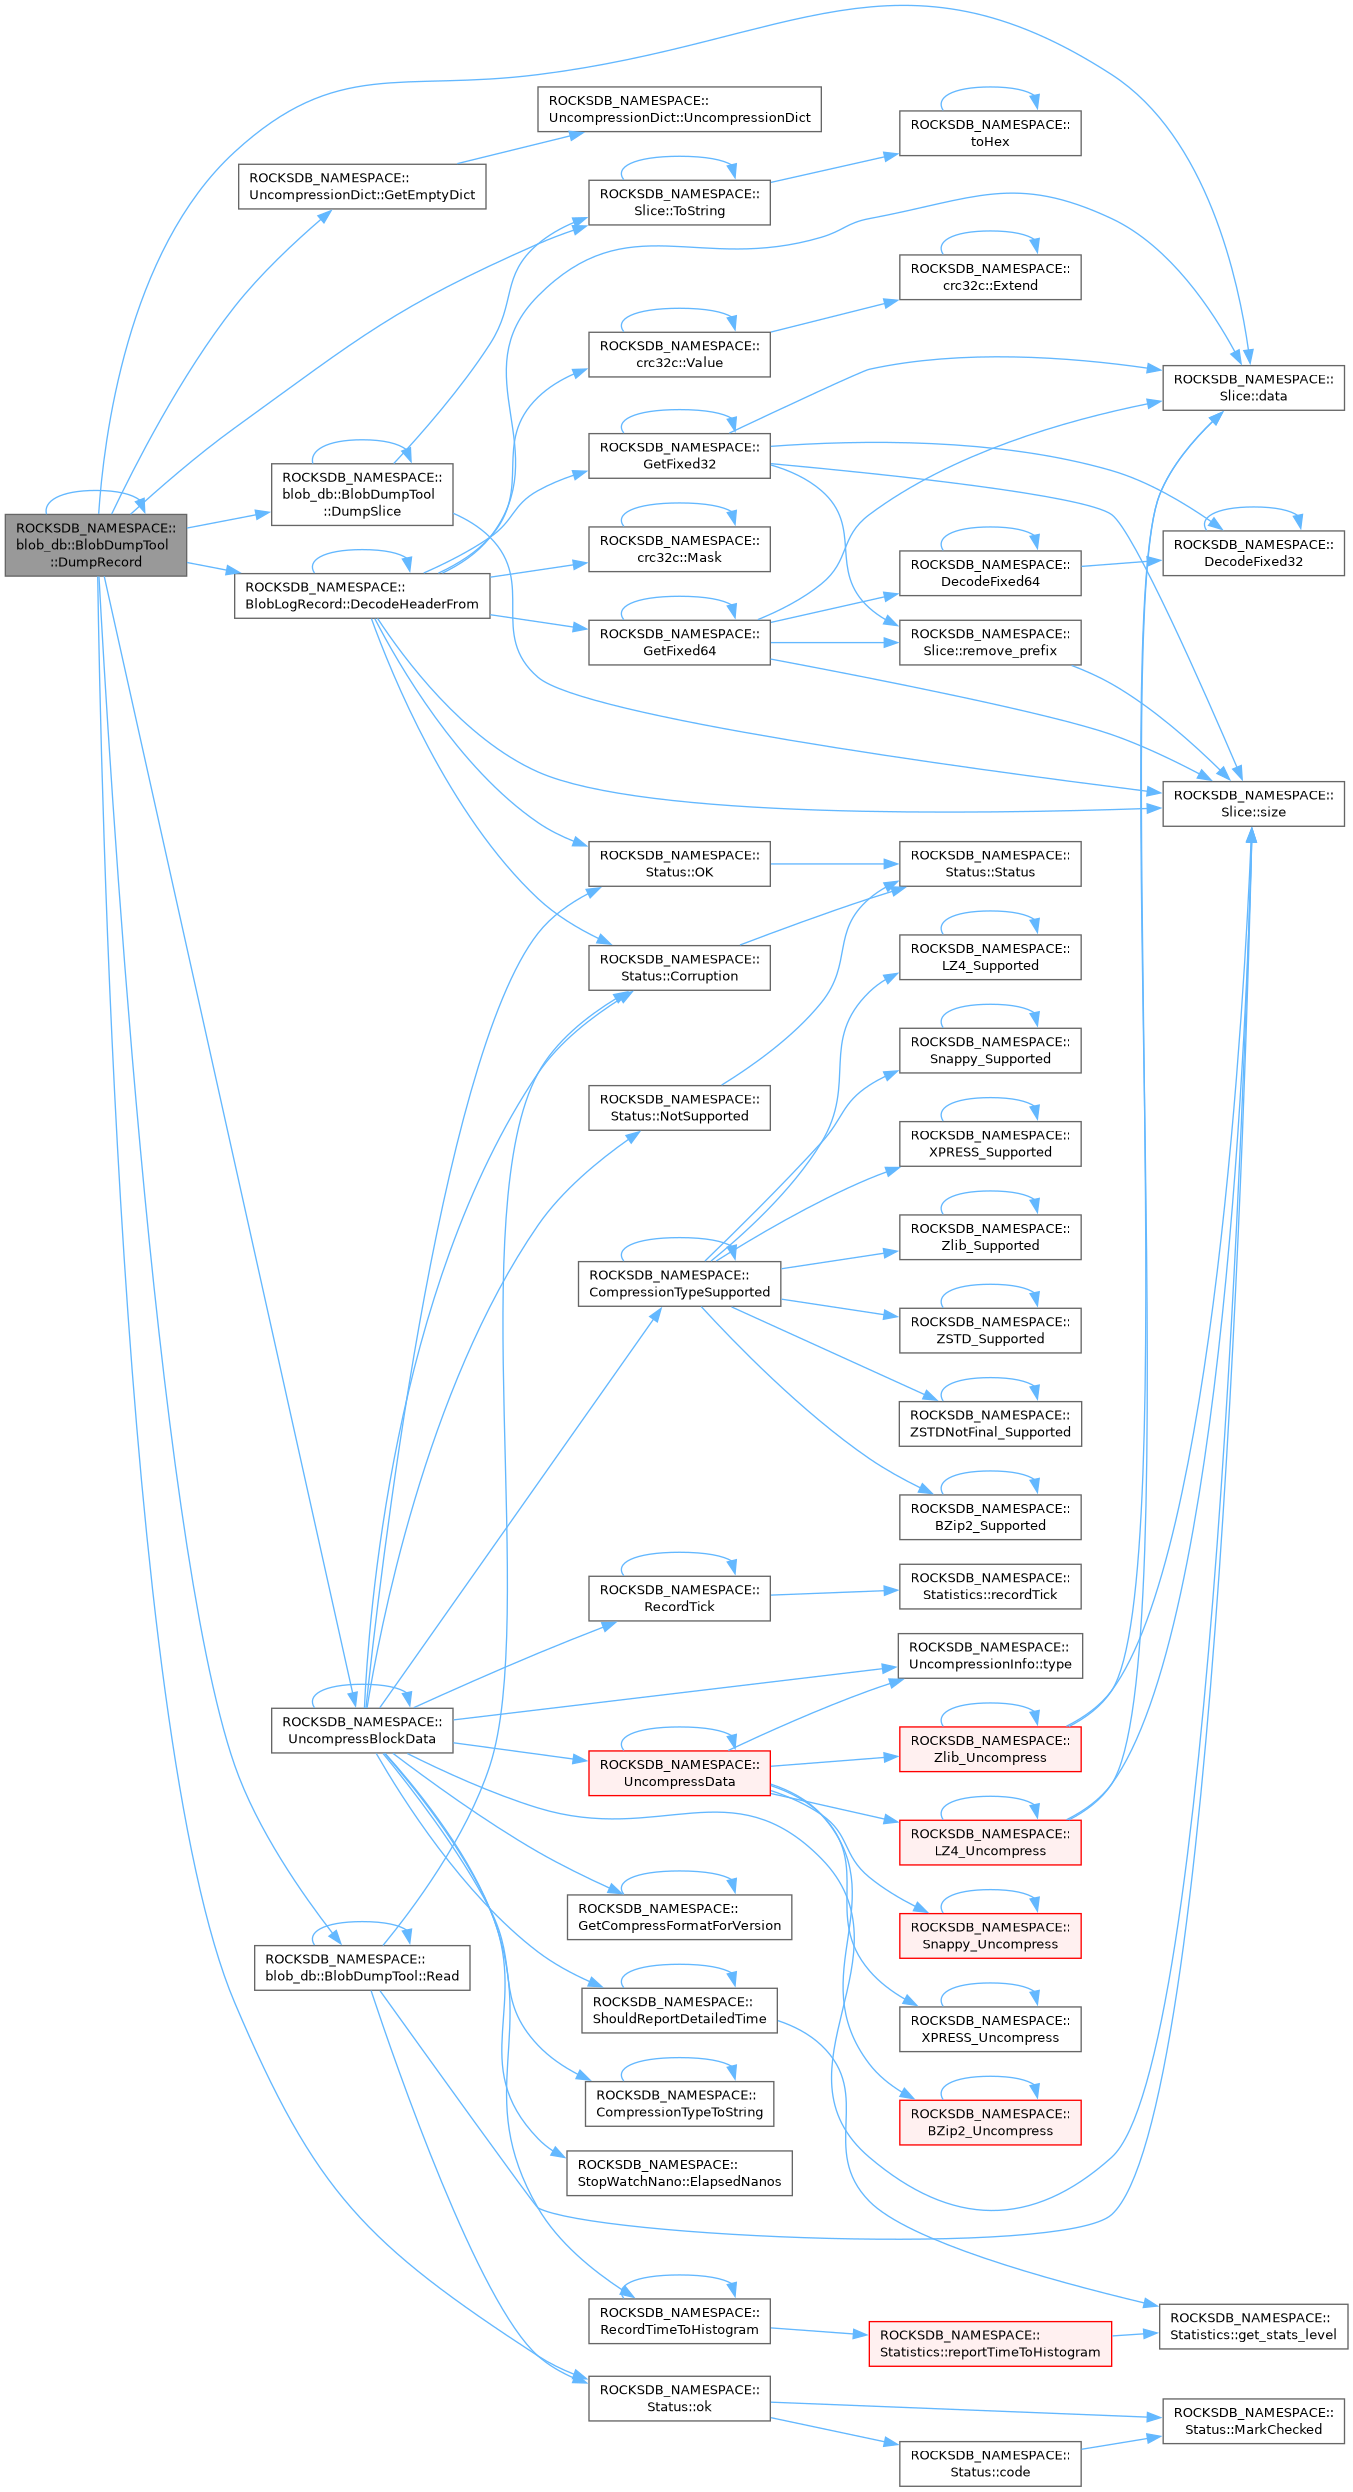 ROCKSDB_NAMESPACE::
blob_db::BlobDumpTool
::DumpRecord
ROCKSDB_NAMESPACE::
UncompressionDict::GetEmptyDict
ROCKSDB_NAMESPACE::
blob_db::BlobDumpTool
::DumpSlice
ROCKSDB_NAMESPACE::
BlobLogRecord::DecodeHeaderFrom
ROCKSDB_NAMESPACE::
UncompressBlockData
ROCKSDB_NAMESPACE::
blob_db::BlobDumpTool::Read
ROCKSDB_NAMESPACE::
UncompressionDict::UncompressionDict
ROCKSDB_NAMESPACE::
Slice::ToString
ROCKSDB_NAMESPACE::
crc32c::Value
ROCKSDB_NAMESPACE::
GetFixed32
ROCKSDB_NAMESPACE::
crc32c::Mask
ROCKSDB_NAMESPACE::
GetFixed64
ROCKSDB_NAMESPACE::
Status::OK
ROCKSDB_NAMESPACE::
Status::Corruption
ROCKSDB_NAMESPACE::
Status::NotSupported
ROCKSDB_NAMESPACE::
CompressionTypeSupported
ROCKSDB_NAMESPACE::
RecordTick
ROCKSDB_NAMESPACE::
UncompressData
ROCKSDB_NAMESPACE::
GetCompressFormatForVersion
ROCKSDB_NAMESPACE::
ShouldReportDetailedTime
ROCKSDB_NAMESPACE::
CompressionTypeToString
ROCKSDB_NAMESPACE::
StopWatchNano::ElapsedNanos
ROCKSDB_NAMESPACE::
RecordTimeToHistogram
ROCKSDB_NAMESPACE::
Status::ok
ROCKSDB_NAMESPACE::
toHex
ROCKSDB_NAMESPACE::
crc32c::Extend
ROCKSDB_NAMESPACE::
DecodeFixed64
ROCKSDB_NAMESPACE::
Slice::remove_prefix
ROCKSDB_NAMESPACE::
Status::Status
ROCKSDB_NAMESPACE::
LZ4_Supported
ROCKSDB_NAMESPACE::
Snappy_Supported
ROCKSDB_NAMESPACE::
XPRESS_Supported
ROCKSDB_NAMESPACE::
Zlib_Supported
ROCKSDB_NAMESPACE::
ZSTD_Supported
ROCKSDB_NAMESPACE::
ZSTDNotFinal_Supported
ROCKSDB_NAMESPACE::
BZip2_Supported
ROCKSDB_NAMESPACE::
Statistics::recordTick
ROCKSDB_NAMESPACE::
UncompressionInfo::type
ROCKSDB_NAMESPACE::
Zlib_Uncompress
ROCKSDB_NAMESPACE::
LZ4_Uncompress
ROCKSDB_NAMESPACE::
Snappy_Uncompress
ROCKSDB_NAMESPACE::
XPRESS_Uncompress
ROCKSDB_NAMESPACE::
BZip2_Uncompress
ROCKSDB_NAMESPACE::
Statistics::reportTimeToHistogram
ROCKSDB_NAMESPACE::
Status::code
ROCKSDB_NAMESPACE::
Slice::data
ROCKSDB_NAMESPACE::
DecodeFixed32
ROCKSDB_NAMESPACE::
Slice::size
ROCKSDB_NAMESPACE::
Statistics::get_stats_level
ROCKSDB_NAMESPACE::
Status::MarkChecked